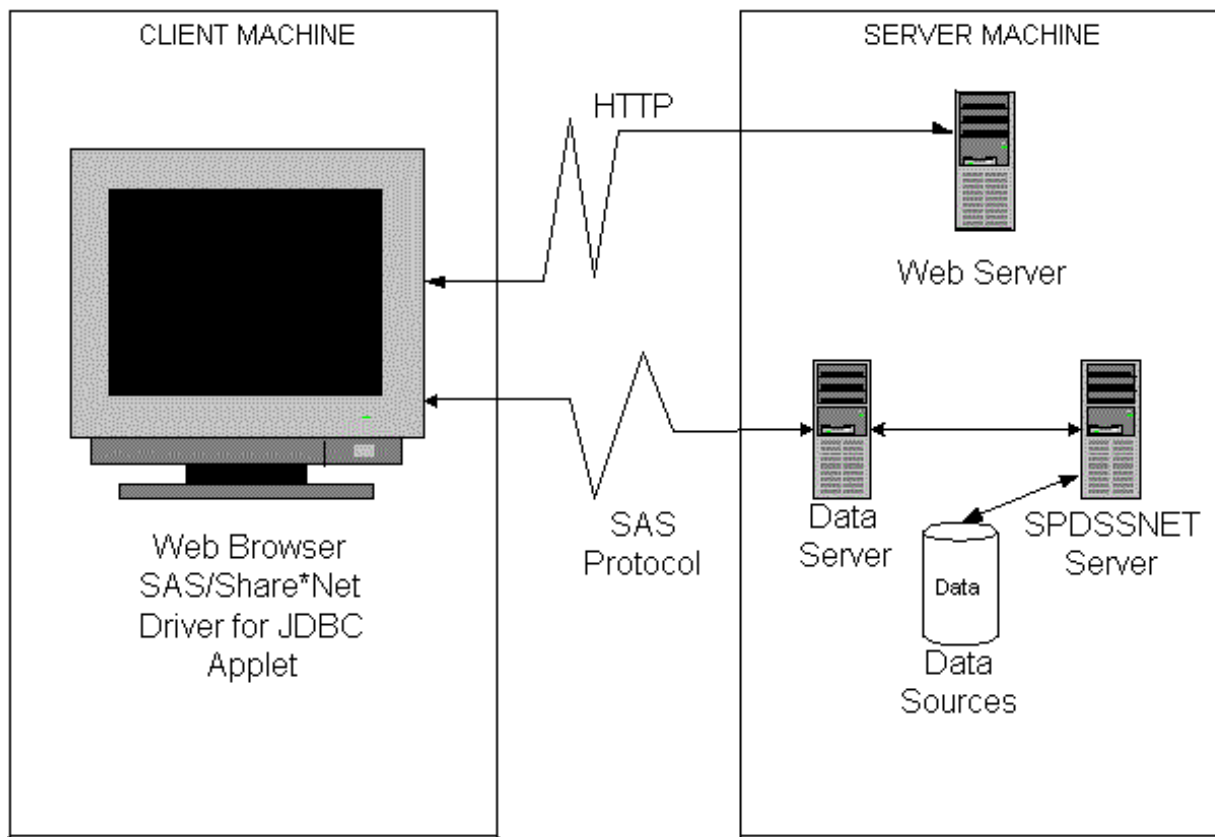 CLIENT MACHINE
SERVER MACHINE
HTTP
Web Server
Web Browser
SAS/Share*Net
Driver for JDBC
Applet
SAS
Protocol
Data
Server
SPDSSNET
Server
Data
Data
Sources